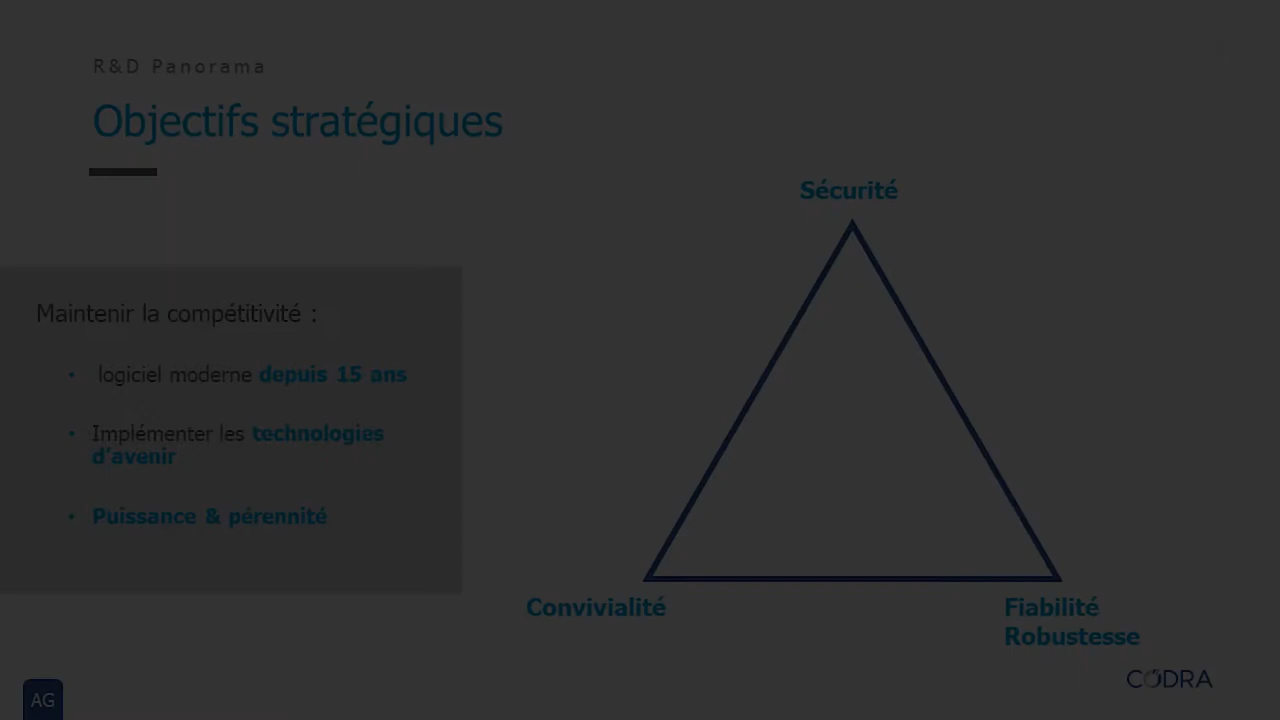 R&D Panorama
Objectifs stratégiques
Sécurité
Maintenir la compétitivité :
• logiciel moderne depuis 15 ans
• Implémenter les technologies
d'avenir
• Puissance & pérennité
Convivialité
Fiabilité
Robustesse
CODRA
AG